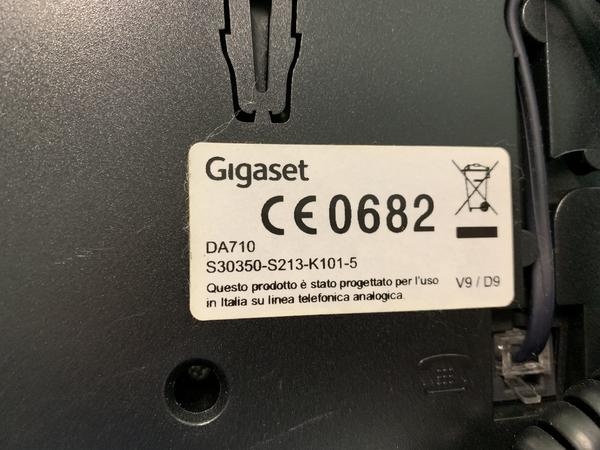 Gigaset
CE 0682
DA710
S30350-S213-K101-5
Questo prodotto è stato progettato per l'uso
in Italia su linea telefonica analogica.
V9 / D9